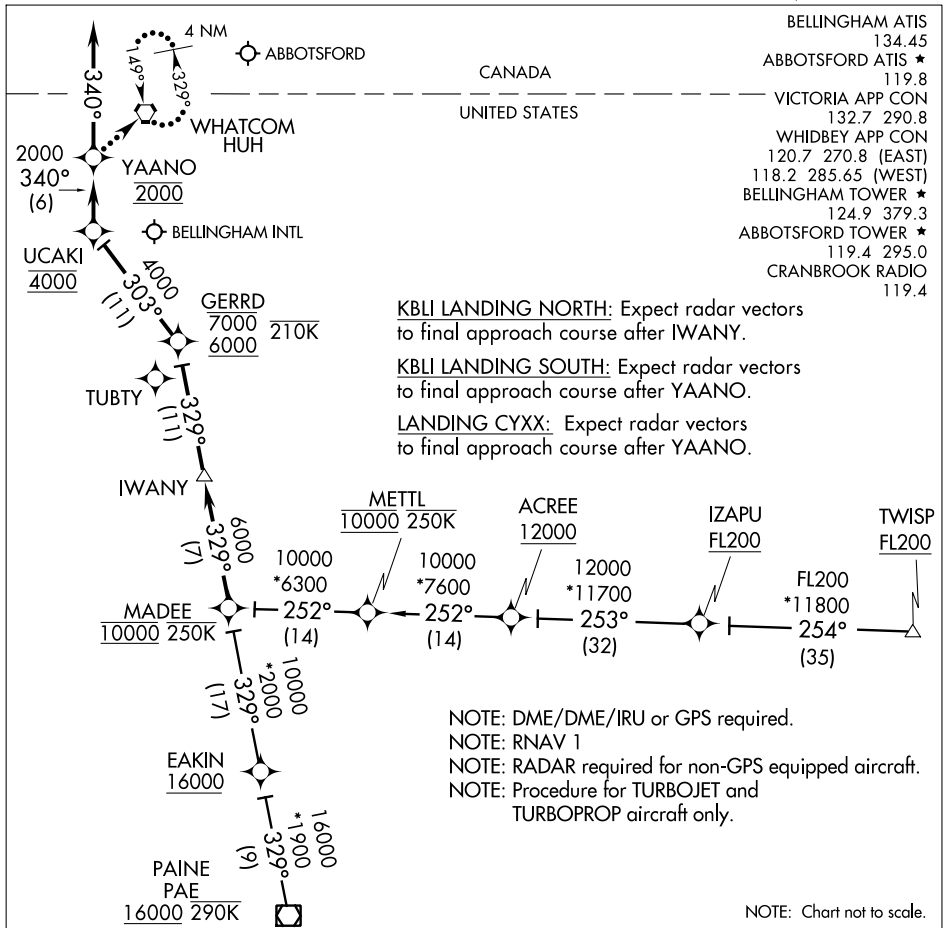 BELLINGHAM ATIS
134.45
ABBOTSFORD ATIS ★
119.8
VICTORIA APP CON
132.7 290.8
WHIDBEY APP CON
120.7 270.8 (EAST)
118.2 285.65 (WEST)
BELLINGHAM TOWER ★
124.9 379.3
ABBOTSFORD TOWER ★
119.4 295.0
CRANBROOK RADIO
119.4
4 NM
ABBOTSFORD
149°
329°
CANADA
UNITED STATES
340°
WHATCOM
HUH
2000
340°
(6)
YAANO
2000
BELLINGHAM INTL
UCAKI
4000
4000
303°
(11)
GERRD
7000
6000
210K
KBLI LANDING NORTH: Expect radar vectors
to final approach course after IWANY.
KBLI LANDING SOUTH: Expect radar vectors
to final approach course after YAANO.
LANDING CYXX: Expect radar vectors
to final approach course after YAANO.
TUBTY
329°
(11)
IWANY
6000
329°
(7)
METTL
10000 250K
ACREE
12000
IZAPU
FL200
TWISP
FL200
10000
*6300
252°
(14)
10000
*7600
252°
(14)
12000
*11700
253°
(32)
FL200
*11800
254°
(35)
MADEE
10000 250K
10000
*2000
329°
(17)
EAKIN
16000
16000
*1900
329°
(9)
PAINE
PAE
16000 290K
NOTE: DME/DME/IRU or GPS required.
NOTE: RNAV 1
NOTE: RADAR required for non-GPS equipped aircraft.
NOTE: Procedure for TURBOJET and
TURBOPROP aircraft only.
NOTE: Chart not to scale.